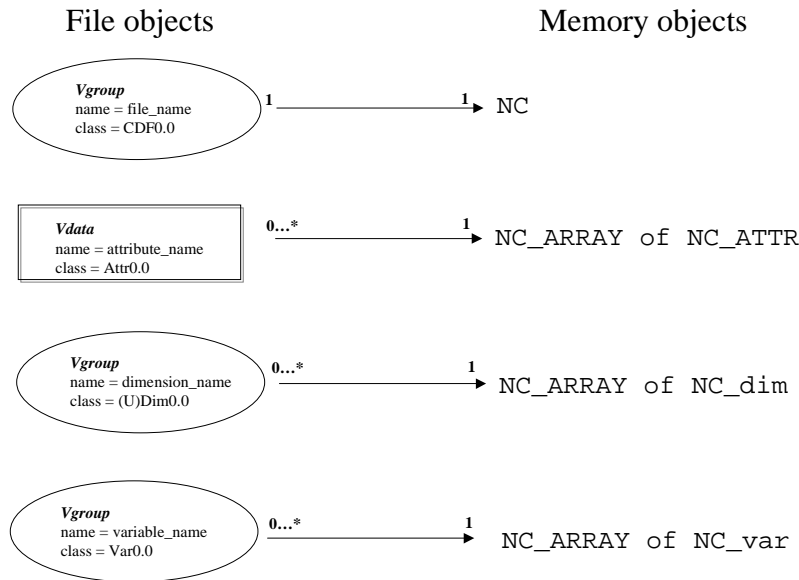 File objects
Memory objects
Vgroup
name = file_name
class = CDF0.0
1
1
NC
Vdata
name = attribute_name
class = Attr0.0
0...*
1
NC_ARRAY of NC_ATTR
Vgroup
name = dimension_name
class = (U)Dim0.0
0...*
1
NC_ARRAY of NC_dim
Vgroup
name = variable_name
class = Var0.0
0...*
1
NC_ARRAY of NC_var